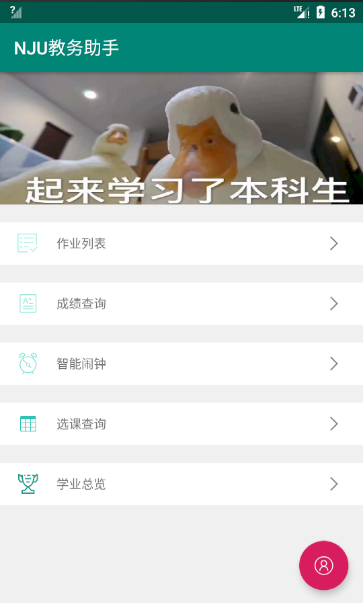 LTE 6:13
NJU教务助手
起来学习了本科生
作业列表
成绩查询
智能闹钟
选课查询
学业总览